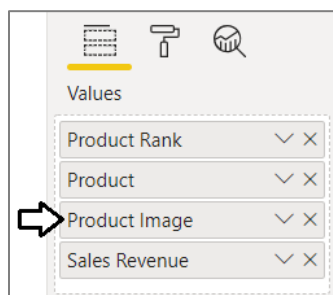 Values
Product Rank
Product
Product Image
Sales Revenue